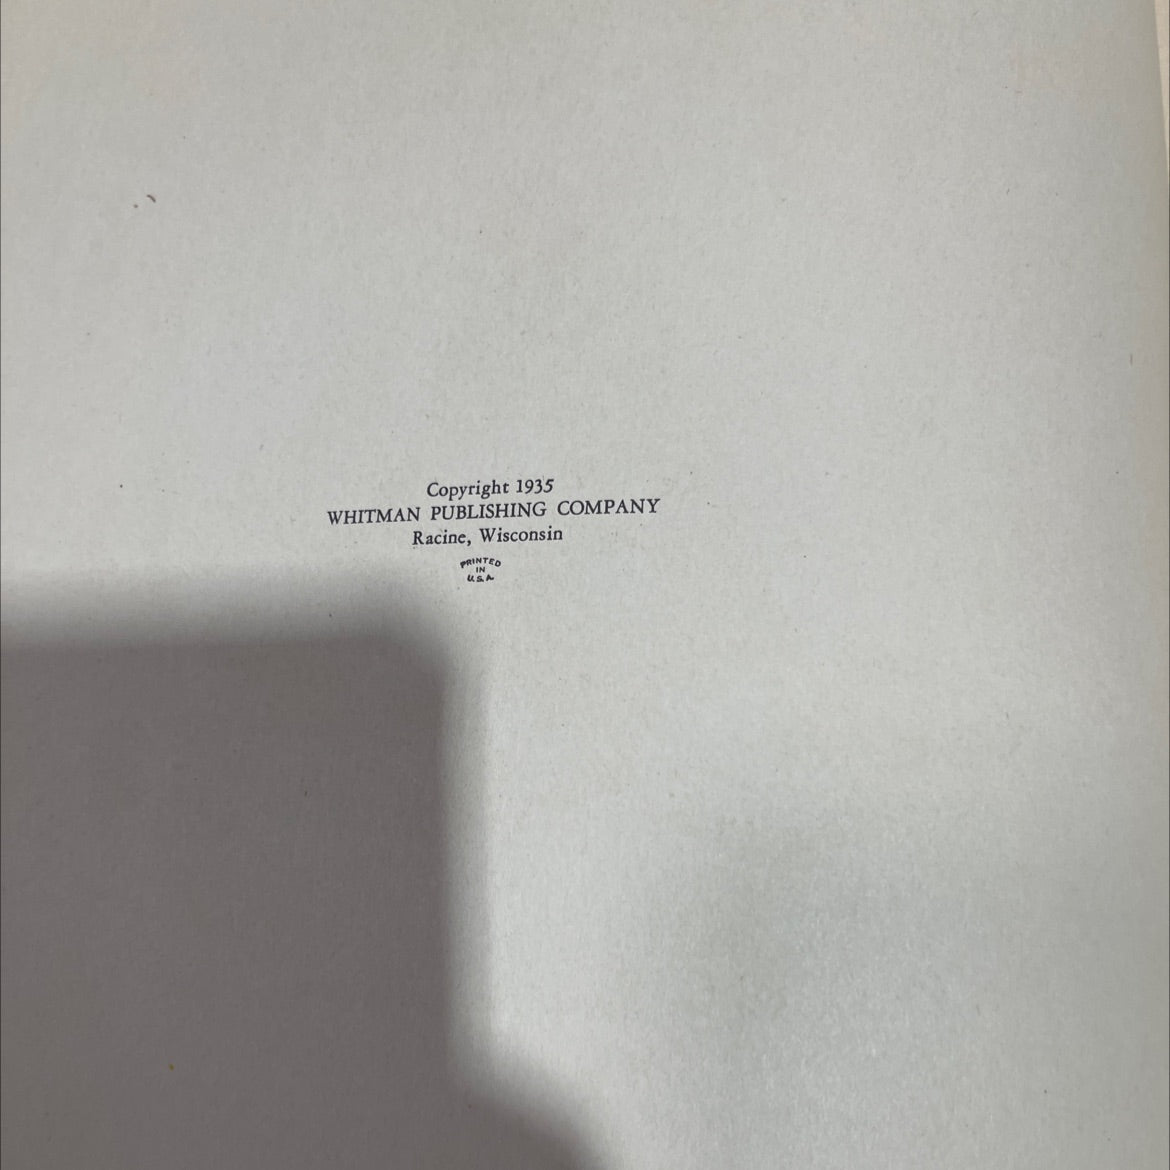 Copyright 1935
WHITMAN PUBLISHING COMPANY
Racine, Wisconsin
PRINTED
IN
U.S.A.